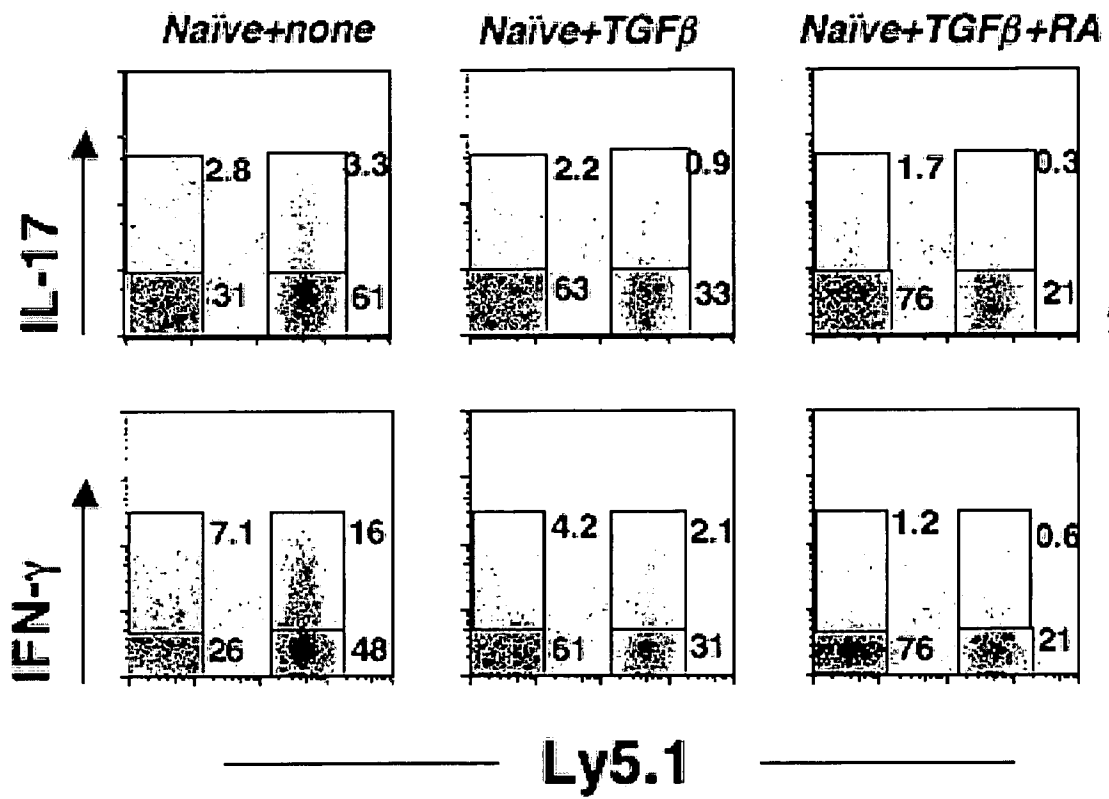 Naïve+none Naïve+TGFβ Naïve+TGFβ+RA
IL-17
2.8 3.3 2.2 0.9 1.7 0.3
31 61 63 33 76 21
IFN-γ
7.1 16 4.2 2.1 1.2 0.6
26 48 61 31 76 21
Ly5.1